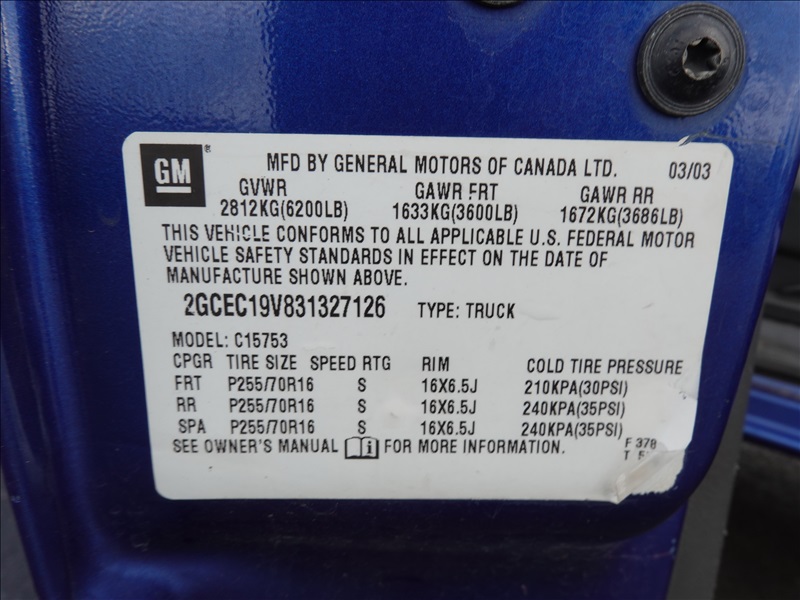 GM® MFD BY GENERAL MOTORS OF CANADA LTD. 03/03
GVWR GAWR FRT GAWR RR
2812KG(6200LB) 1633KG(3600LB) 1672KG(3686LB)
THIS VEHICLE CONFORMS TO ALL APPLICABLE U.S. FEDERAL MOTOR
VEHICLE SAFETY STANDARDS IN EFFECT ON THE DATE OF
MANUFACTURE SHOWN ABOVE.
2GCEC19V831327126 TYPE: TRUCK
MODEL: C15753
CPGR TIRE SIZE SPEED RTG RIM COLD TIRE PRESSURE
FRT P255/70R16 S 16X6.5J 210KPA(30PSI)
RR P255/70R16 S 16X6.5J 240KPA(35PSI)
SPA P255/70R16 S 16X6.5J 240KPA(35PSI)
SEE OWNER'S MANUAL i FOR MORE INFORMATION. F 378
T